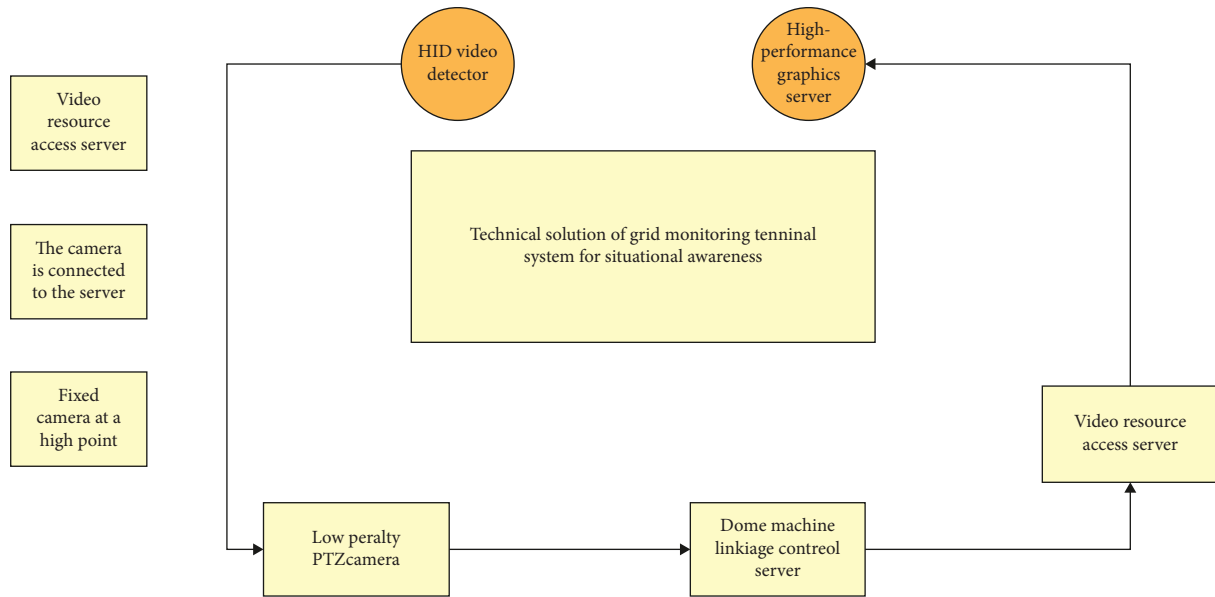 HID video
detector
High-
performance
graphics
server
Video
resource
access server
Technical solution of grid monitoring tenninal
system for situational awareness
The camera
is connected
to the server
Fixed
camera at a
high point
Video resource
access server
Low peralty
PTZcamera
Dome machine
linkiage contreol
server